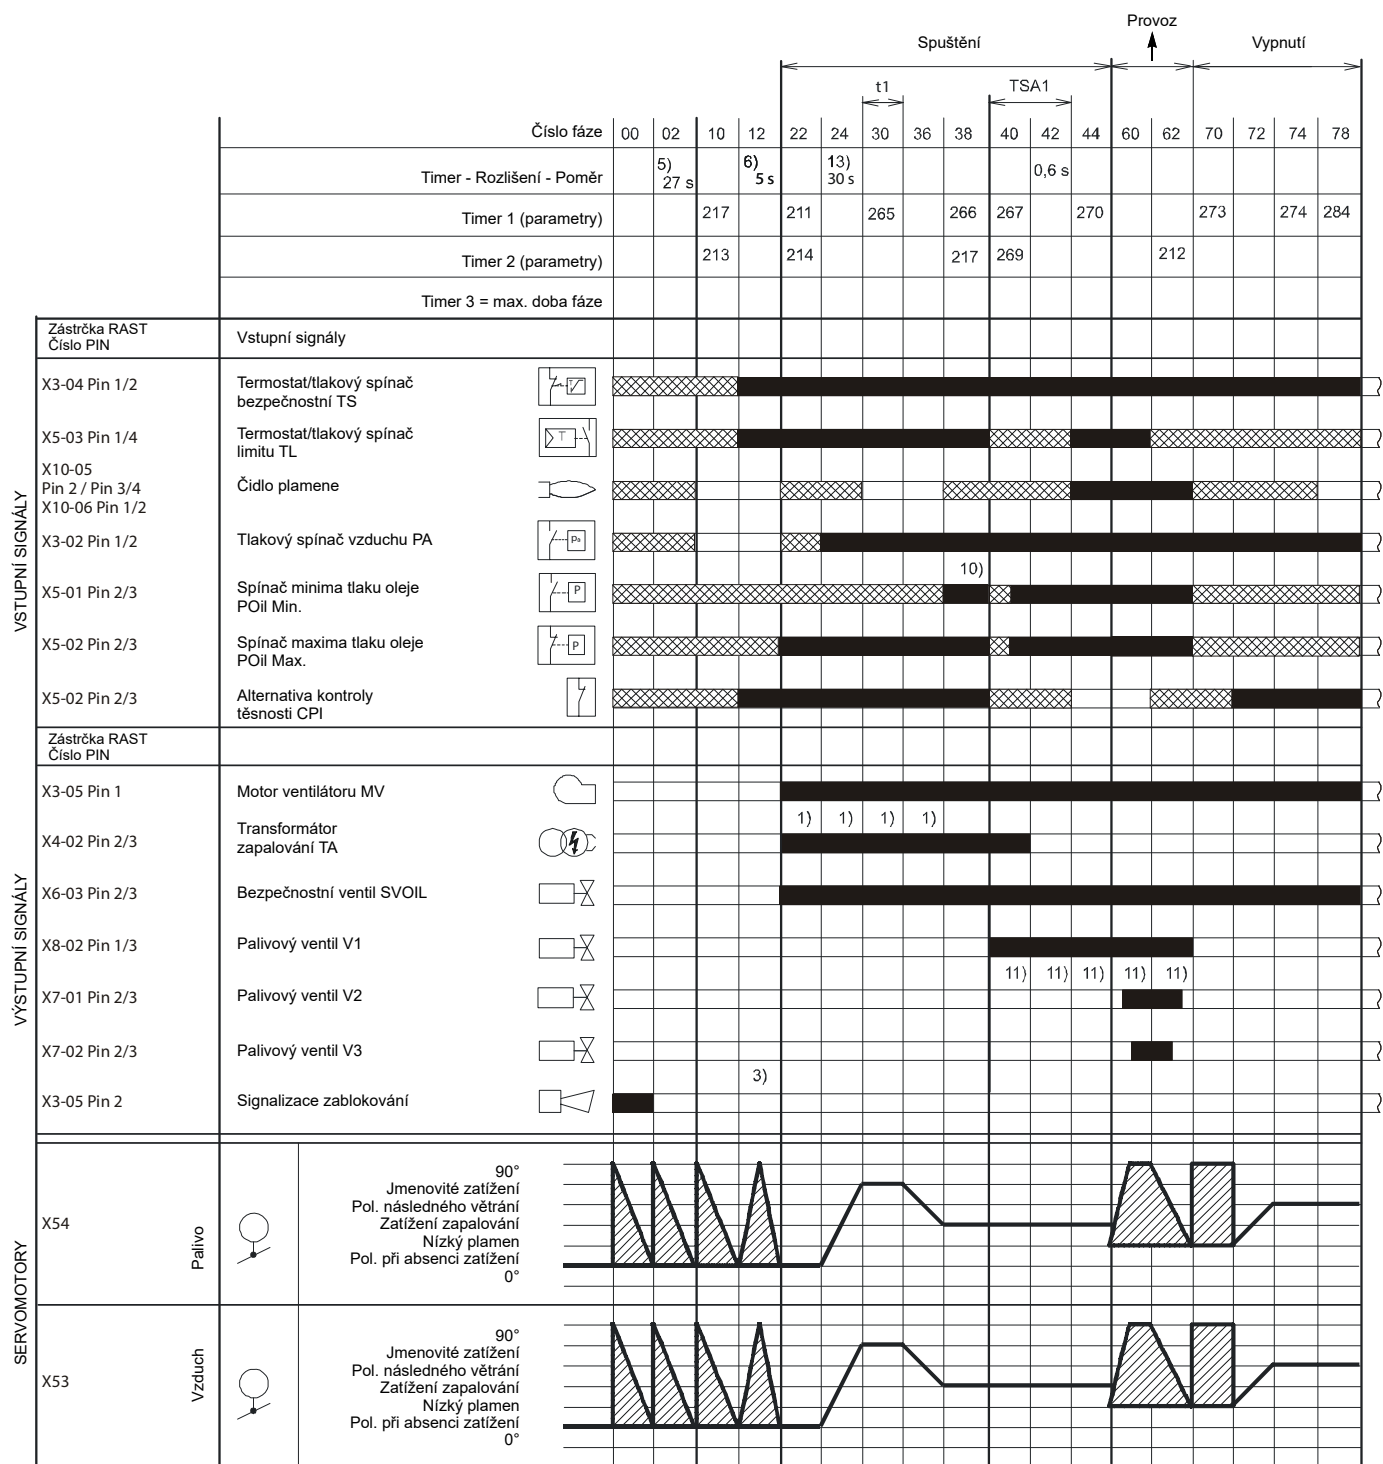 Provoz
Spuštění
Vypnutí
t1
TSA1
Číslo fáze 00 02 10 12 22 24 30 36 38 40 42 44 60 62 70 72 74 78
Timer - Rozlišení - Poměr 5) 27 s 6) 5 s 13) 30 s 0,6 s
Timer 1 (parametry) 217 211 265 266 267 270 273 274 284
Timer 2 (parametry) 213 214 217 269 212
Timer 3 = max. doba fáze
Zástrčka RAST
Číslo PIN
Vstupní signály
VSTUPNÍ SIGNÁLY
X3-04 Pin 1/2
Termostat/tlakový spínač
bezpečnostní TS
X5-03 Pin 1/4
Termostat/tlakový spínač
limitu TL
T
X10-05
Pin 2 / Pin 3/4
X10-06 Pin 1/2
Čidlo plamene
X3-02 Pin 1/2
Tlakový spínač vzduchu PA
Pa
10)
X5-01 Pin 2/3
Spínač minima tlaku oleje
POil Min.
P
X5-02 Pin 2/3
Spínač maxima tlaku oleje
POil Max.
P
X5-02 Pin 2/3
Alternativa kontroly
těsnosti CPI
Zástrčka RAST
Číslo PIN
VÝSTUPNÍ SIGNÁLY
X3-05 Pin 1
Motor ventilátoru MV
1) 1) 1) 1)
X4-02 Pin 2/3
Transformátor
zapalování TA
X6-03 Pin 2/3
Bezpečnostní ventil SVOIL
X8-02 Pin 1/3
Palivový ventil V1
11) 11) 11) 11) 11)
X7-01 Pin 2/3
Palivový ventil V2
X7-02 Pin 2/3
Palivový ventil V3
3)
X3-05 Pin 2
Signalizace zablokování
SERVOMOTORY
X54
Palivo
90°
Jmenovité zatížení
Pol. následného větrání
Zatížení zapalování
Nízký plamen
Pol. při absenci zatížení
0°
X53
Vzduch
90°
Jmenovité zatížení
Pol. následného větrání
Zatížení zapalování
Nízký plamen
Pol. při absenci zatížení
0°